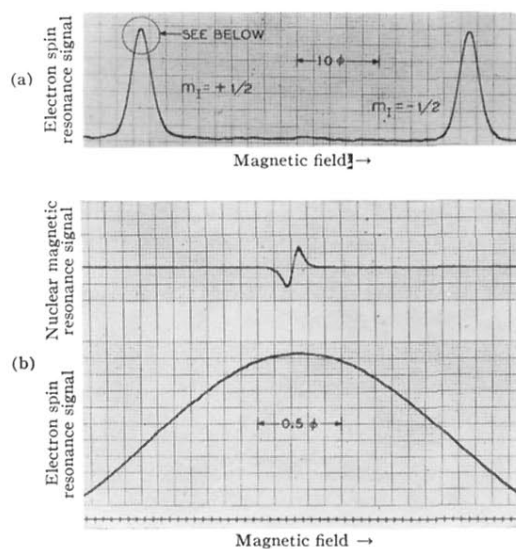 (a)
Electron spin
resonance signal
SEE BELOW
10 ϕ
m_I = + 1/2
m_I = - 1/2
Magnetic field →
(b)
Nuclear magnetic
resonance signal
Electron spin
resonance signal
0.5 ϕ
Magnetic field →